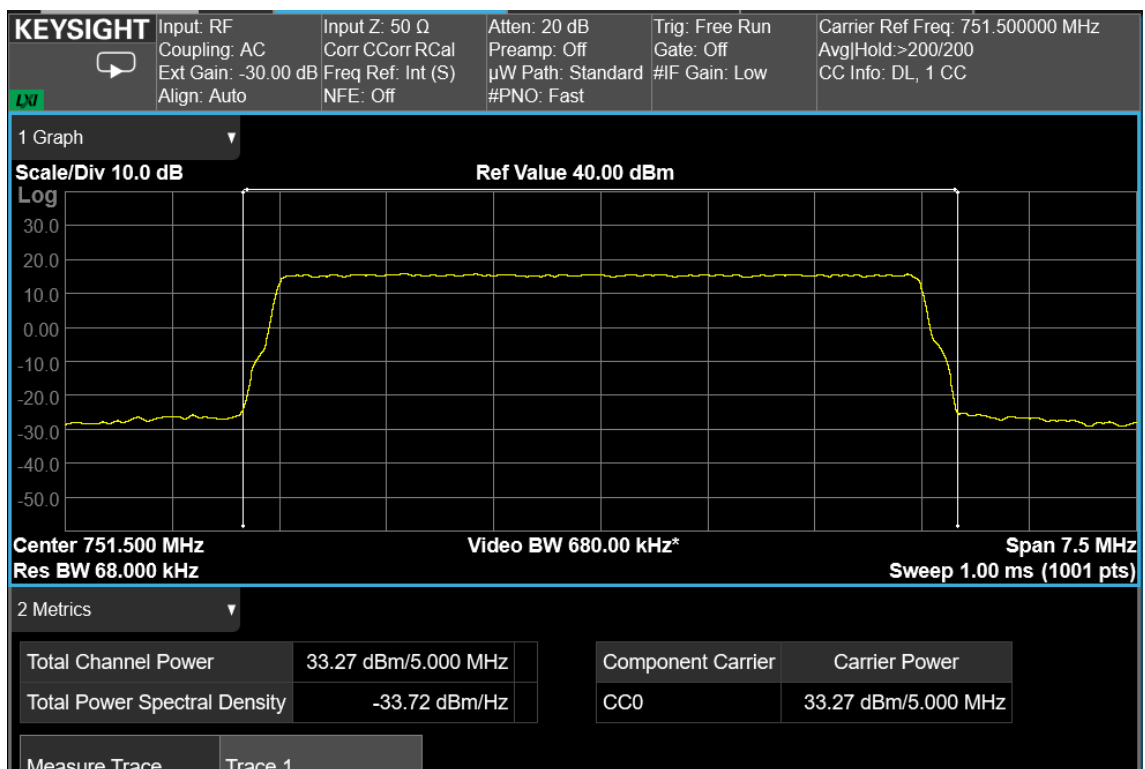 KEYSIGHT
LXI
Input: RF
Coupling: AC
Ext Gain: -30.00 dB
Align: Auto
Input Z: 50 Ω
Corr CCorr RCal
Freq Ref: Int (S)
NFE: Off
Atten: 20 dB
Preamp: Off
µW Path: Standard
#PNO: Fast
Trig: Free Run
Gate: Off
#IF Gain: Low
Carrier Ref Freq: 751.500000 MHz
Avg|Hold:>200/200
CC Info: DL, 1 CC
1 Graph
Scale/Div 10.0 dB
Ref Value 40.00 dBm
Log
30.0
20.0
10.0
0.00
-10.0
-20.0
-30.0
-40.0
-50.0
Center 751.500 MHz
Video BW 680.00 kHz*
Span 7.5 MHz
Res BW 68.000 kHz
Sweep 1.00 ms (1001 pts)
2 Metrics
Total Channel Power 33.27 dBm/5.000 MHz
Total Power Spectral Density -33.72 dBm/Hz
Component Carrier Carrier Power
CC0 33.27 dBm/5.000 MHz
Measure Trace Trace 1